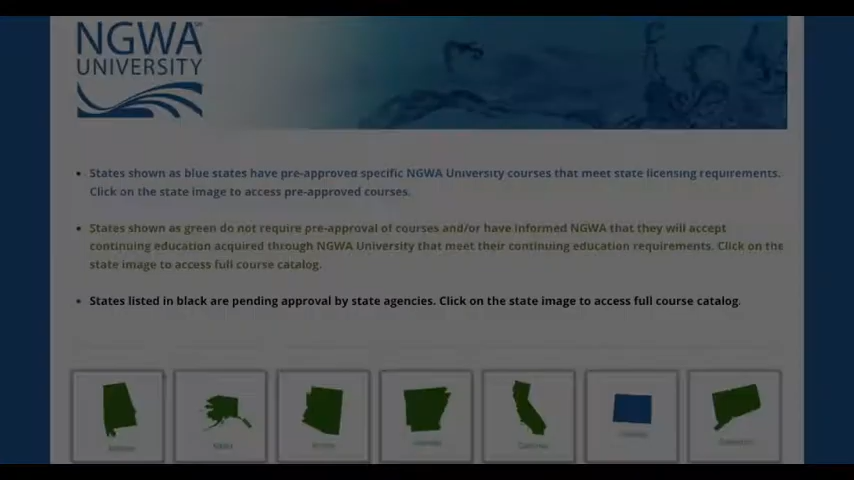 NGWA
UNIVERSITY
States shown as blue states have pre-approved specific NGWA University courses that meet state licensing requirements.
Click on the state image to access pre-approved courses.
States shown as green do not require pre-approval of courses and/or have informed NGWA that they will accept
continuing education acquired through NGWA University that meet their continuing education requirements. Click on the
state image to access full course catalog.
States listed in black are pending approval by state agencies. Click on the state image to access full course catalog.